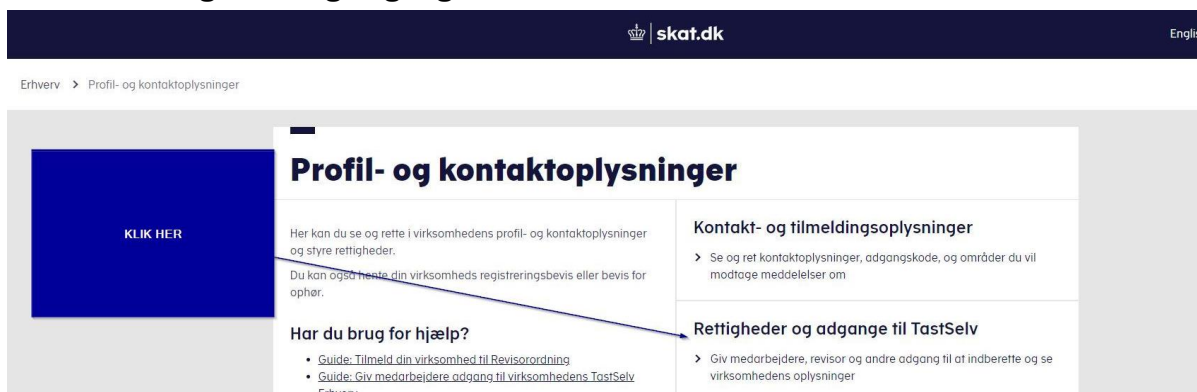 skat.dk
Erhverv > Profil- og kontaktoplysninger
Profil- og kontaktoplysninger
KLIK HER
Her kan du se og rette i virksomhedens profil- og kontaktoplysninger
og styre rettigheder.
Du kan også hente din virksomheds registreringsbevis eller bevis for
ophør.
Har du brug for hjælp?
• Guide: Tilmeld din virksomhed til Revisorordning
• Guide: Giv medarbejdere adgang til virksomhedens TastSelv
Kontakt- og tilmeldingsoplysninger
> Se og ret kontaktoplysninger, adgangskode, og områder du vil
modtage meddelelser om
Rettigheder og adgange til TastSelv
> Giv medarbejdere, revisor og andre adgang til at indberette og se
virksomhedens oplysninger